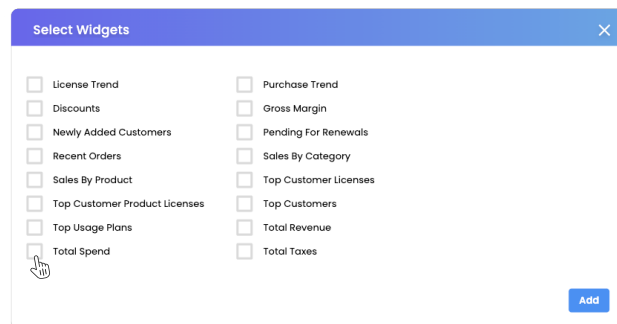 Select Widgets
License Trend
Purchase Trend
Discounts
Gross Margin
Newly Added Customers
Pending For Renewals
Recent Orders
Sales By Category
Sales By Product
Top Customer Licenses
Top Customer Product Licenses
Top Customers
Top Usage Plans
Total Revenue
Total Spend
Total Taxes
Add